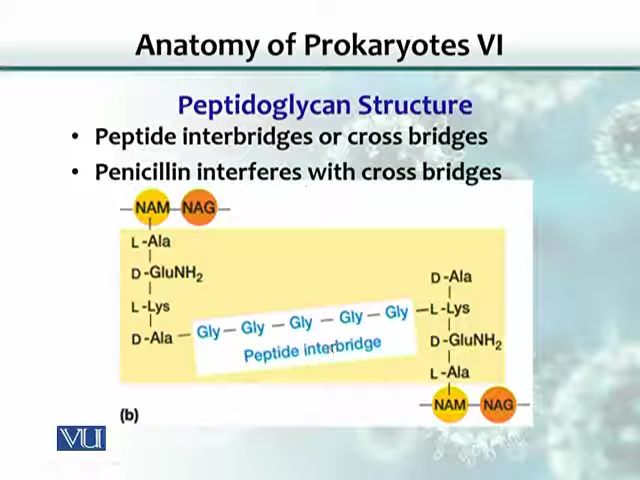 Anatomy of Prokaryotes VI
Peptidoglycan Structure
• Peptide interbridges or cross bridges
• Penicillin interferes with cross bridges
NAM NAG
L-Ala
D-GluNH₂
L-Lys
D-Ala
Gly Gly Gly Gly Gly
Peptide interbridge
D-Ala
L-Lys
D-GluNH₂
L-Ala
NAM NAG
(b)
VU